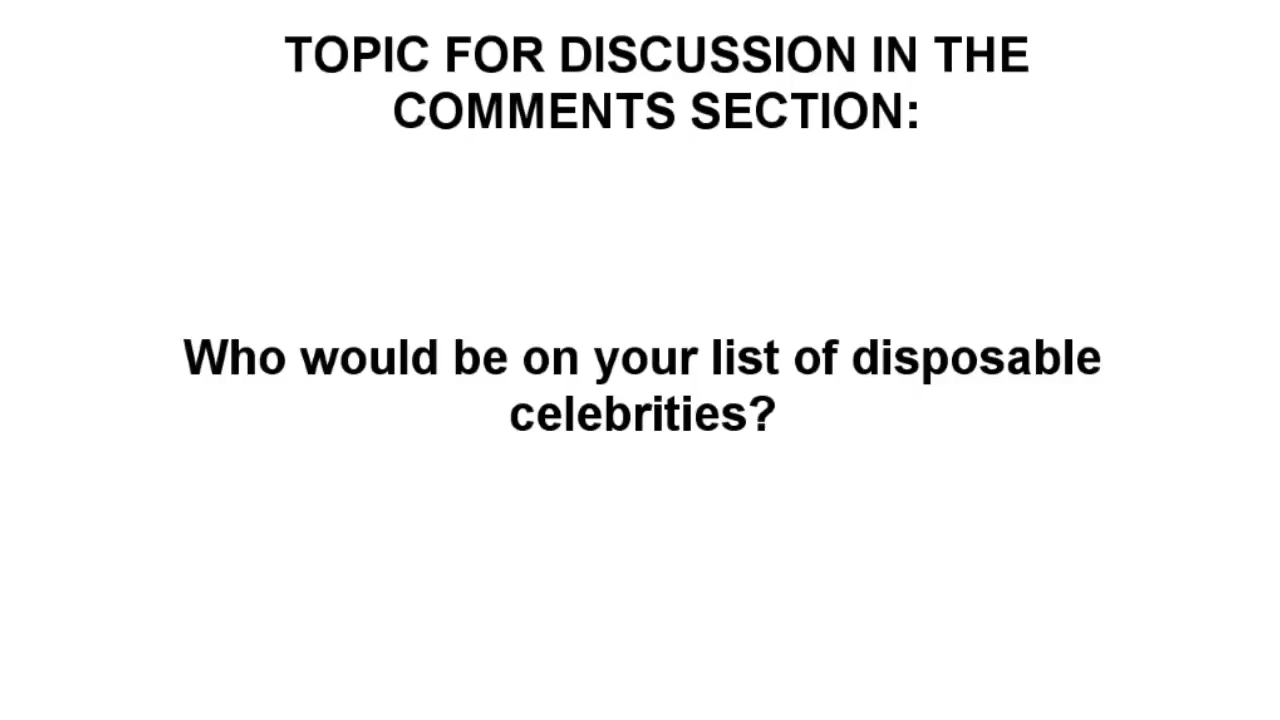 TOPIC FOR DISCUSSION IN THE
COMMENTS SECTION:
Who would be on your list of disposable
celebrities?